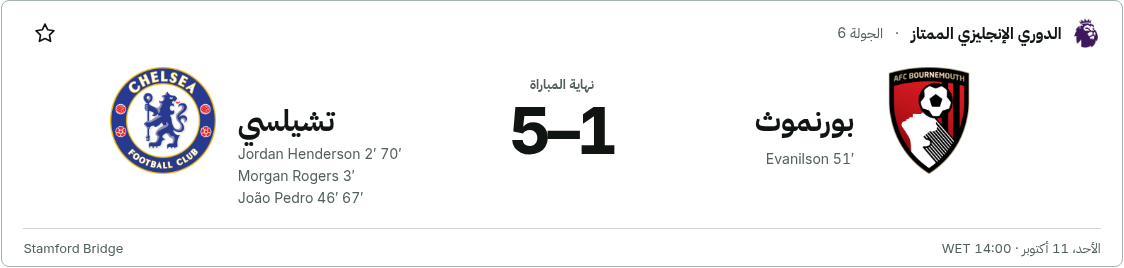 الدوري الإنجليزي الممتاز · الجولة 6
AFC BOURNEMOUTH
بورنموث
Evanilson 51′
نهاية المباراة
5–1
CHELSEA
FOOTBALL CLUB
تشيلسي
Jordan Henderson 2′ 70′
Morgan Rogers 3′
João Pedro 46′ 67′
الأحد، 11 أكتوبر · 14:00 WET
Stamford Bridge